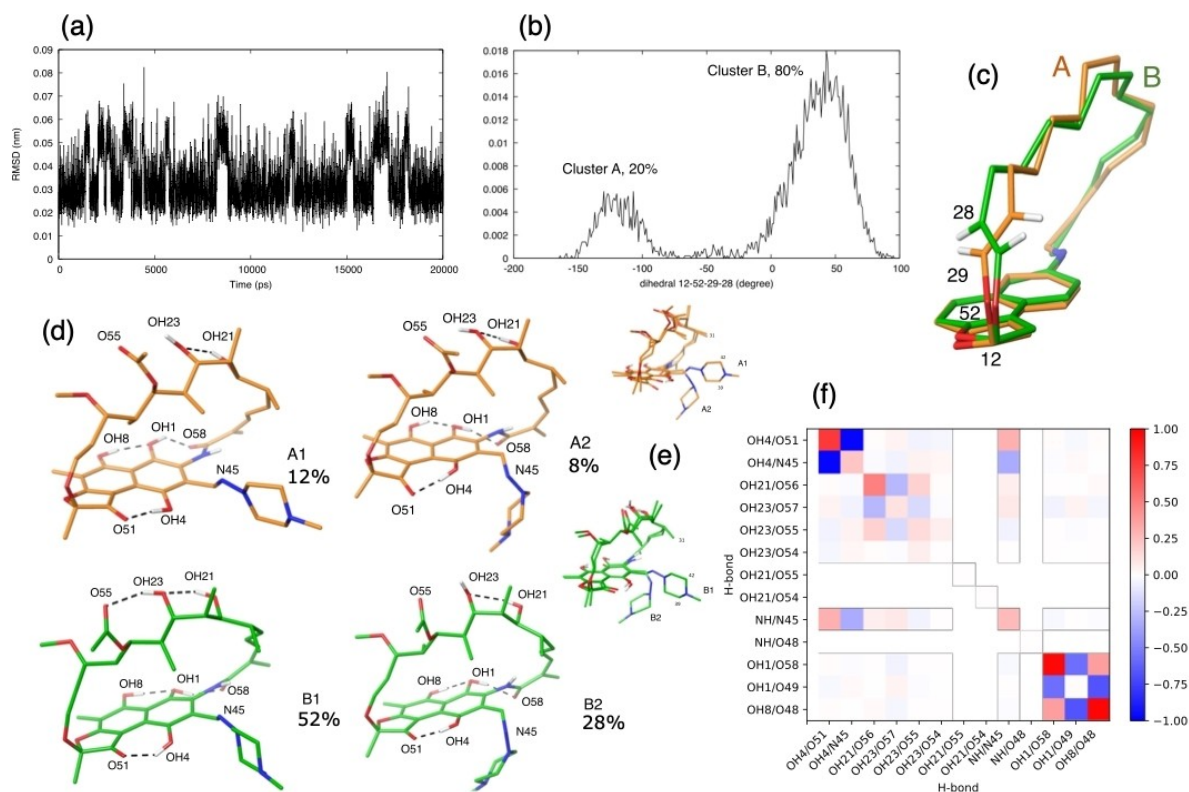 (a)
0.09
0.08
0.07
0.06
0.05
0.04
0.03
0.02
0.01
0
RMSD (nm)
0
5000
10000
15000
20000
Time (ps)
(b)
0.018
0.015
0.012
0.009
0.006
0.003
0
Cluster B, 80%
Cluster A, 20%
-200
-150
-100
-50
0
50
100
dihedral 12-52-29-28 (degree)
(c)
A
B
28
29
52
12
(d)
O55
OH23
OH21
OH8
OH1
O58
N45
O51
OH4
A1
12%
O55
OH23
OH21
OH8
OH1
O58
N45
O51
OH4
A2
8%
31
42
A1
39
A2
(e)
31
42
B1
39
B2
O55
OH23
OH21
OH8
OH1
O58
N45
O51
OH4
B1
52%
OH23
O55
OH21
OH8
OH1
O58
N45
O51
OH4
B2
28%
(f)
OH4/O51
OH4/N45
OH21/O56
OH23/O57
OH23/O55
OH23/O54
OH21/O55
OH21/O54
NH/N45
NH/O48
OH1/O58
OH1/O49
OH8/O48
H-bond
OH4/O51
OH4/N45
OH21/O56
OH23/O57
OH23/O55
OH23/O54
OH21/O55
OH21/O54
NH/N45
NH/O48
OH1/O58
OH1/O49
OH8/O48
H-bond
1.00
0.75
0.50
0.25
0.00
−0.25
−0.50
−0.75
−1.00